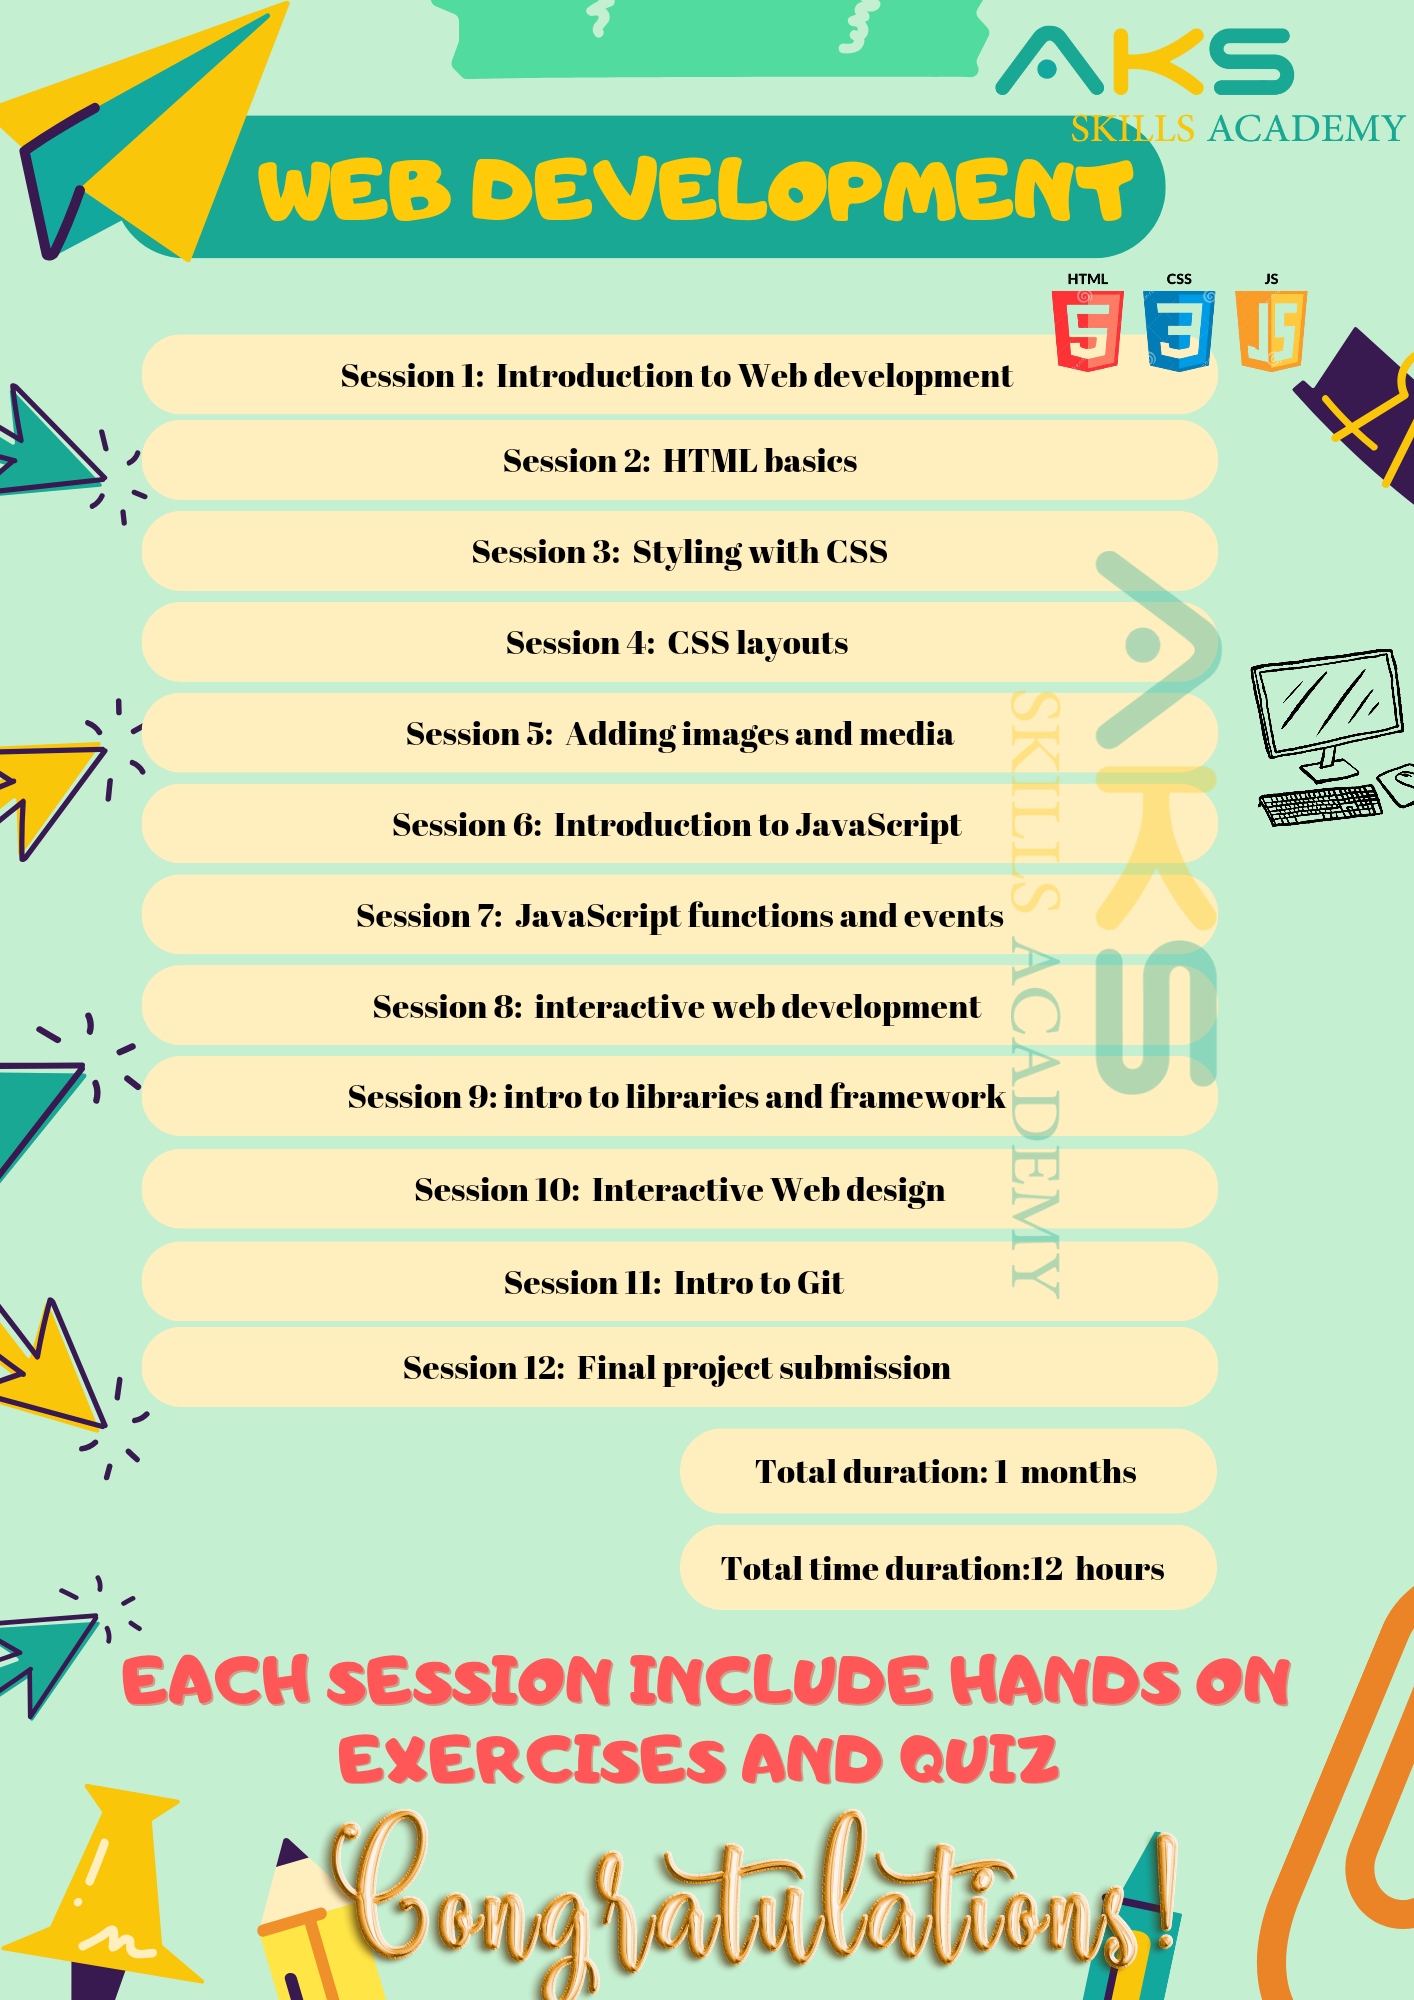 AKS
SKILLS ACADEMY
WEB DEVELOPMENT
HTML CSS JS
5 3 JS
Session 1: Introduction to Web development
Session 2: HTML basics
Session 3: Styling with CSS
Session 4: CSS layouts
Session 5: Adding images and media
Session 6: Introduction to JavaScript
Session 7: JavaScript functions and events
Session 8: interactive web development
Session 9: intro to libraries and framework
Session 10: Interactive Web design
Session 11: Intro to Git
Session 12: Final project submission
AKS
SKILLS ACADEMY
Total duration: 1 months
Total time duration:12 hours
EACH SESSION INCLUDE HANDS ON
EXERCISES AND QUIZ
Congratulations!